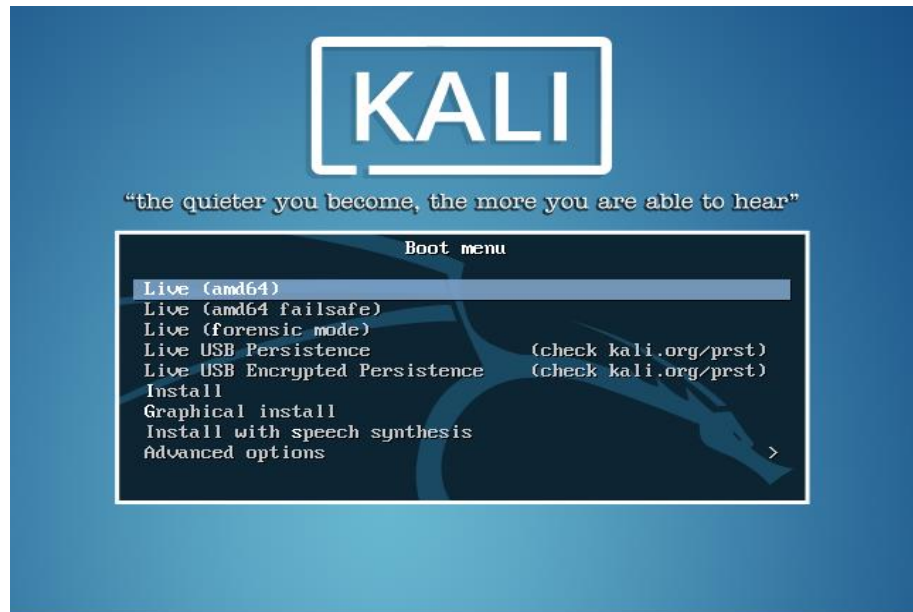 KALI
“the quieter you become, the more you are able to hear”
Boot menu
Live (amd64)
Live (amd64 failsafe)
Live (forensic mode)
Live USB Persistence (check kali.org/prst)
Live USB Encrypted Persistence (check kali.org/prst)
Install
Graphical install
Install with speech synthesis
Advanced options >